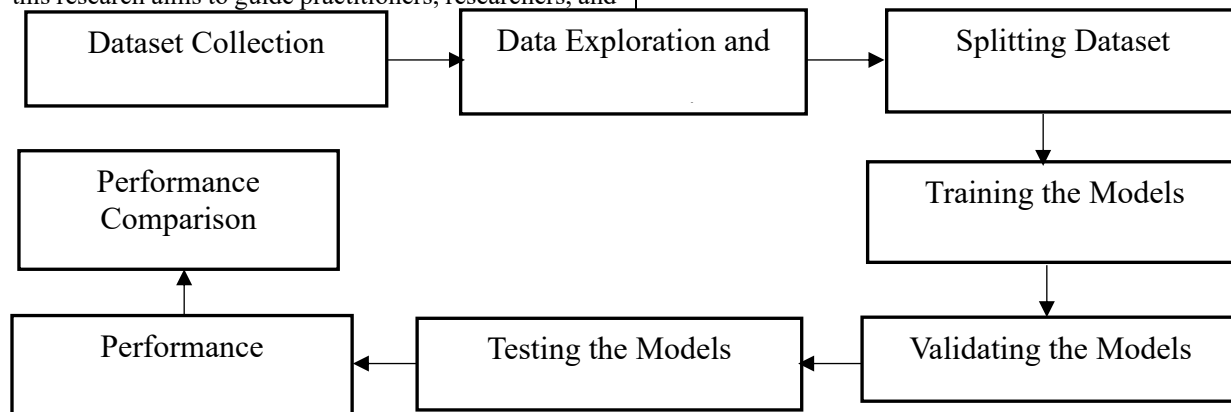 this research aims to guide practitioners, researchers, and
Dataset Collection
Data Exploration and
Splitting Dataset
Training the Models
Validating the Models
Testing the Models
Performance
Performance
Comparison